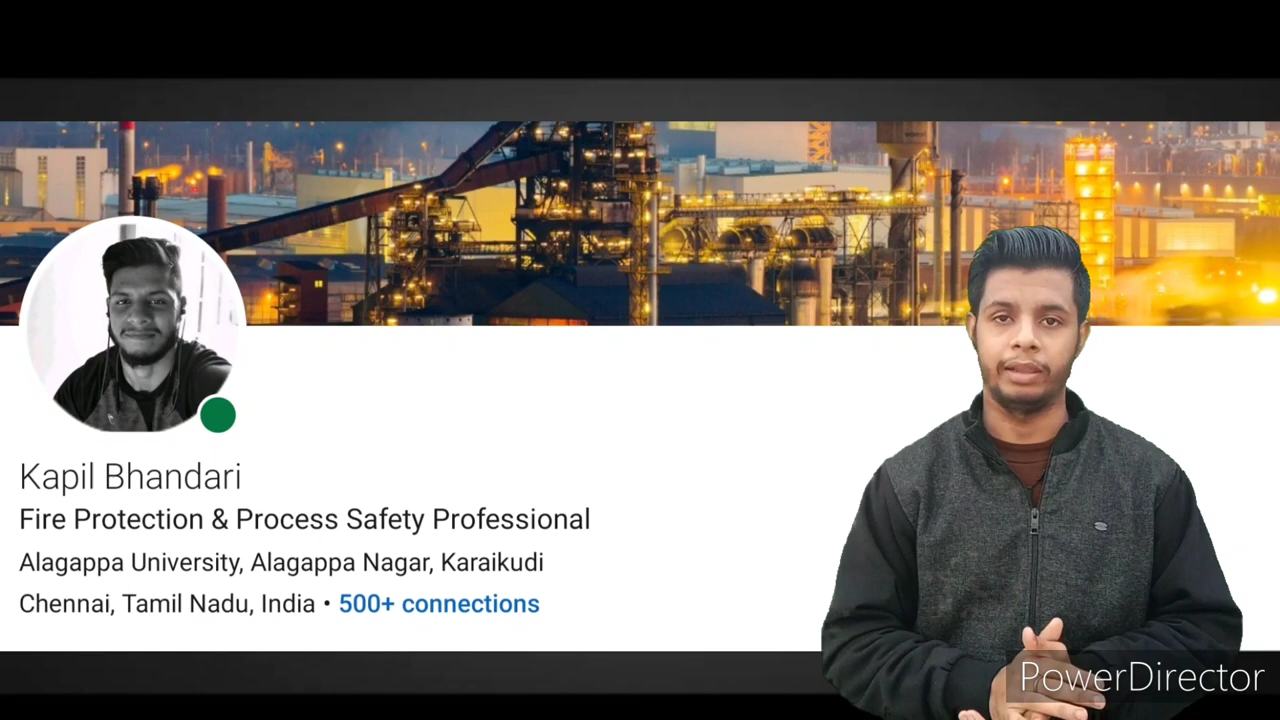 Kapil Bhandari
Fire Protection & Process Safety Professional
Alagappa University, Alagappa Nagar, Karaikudi
Chennai, Tamil Nadu, India • 500+ connections
PowerDirector